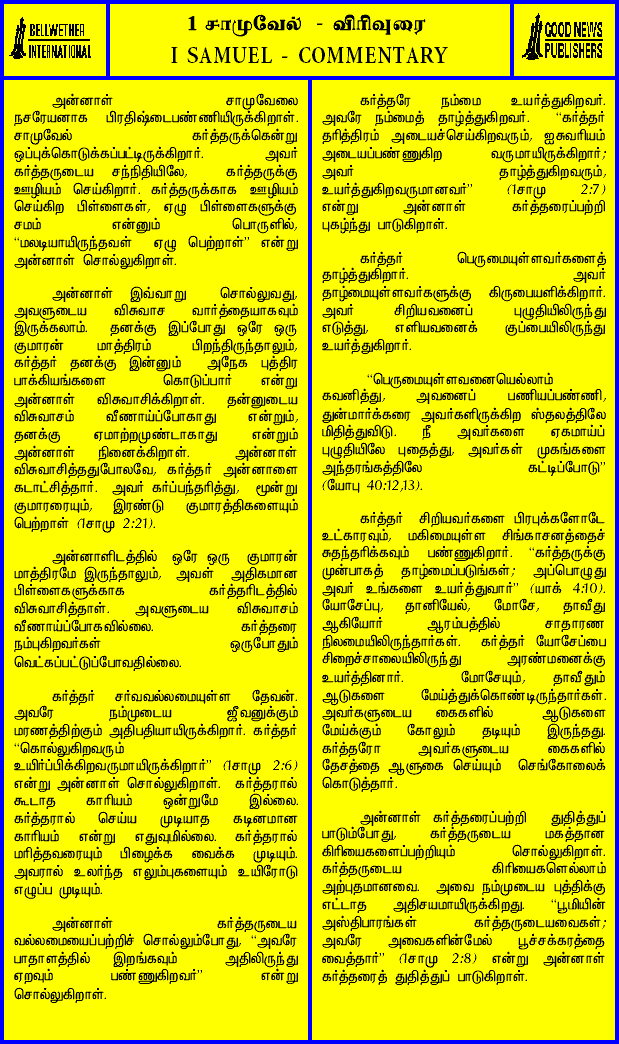 BELLWETHER
INTERNATIONAL
1 சாமுவேல் - விரிவுரை
I SAMUEL - COMMENTARY
GOOD NEWS
PUBLISHERS
அன்னாள் சாமுவேலை
நசரேயனாக பிரதிஷ்டைபண்ணியிருக்கிறாள்.
சாமுவேல் கர்த்தருக்கென்று
ஒப்புக்கொடுக்கப்பட்டிருக்கிறார். அவர்
கர்த்தருடைய சந்நிதியிலே, கர்த்தருக்கு
ஊழியம் செய்கிறார். கர்த்தருக்காக ஊழியம்
செய்கிற பிள்ளைகள், ஏழு பிள்ளைகளுக்கு
சமம் என்னும் பொருளில்,
“மலடியாயிருந்தவள் ஏழு பெற்றாள்” என்று
அன்னாள் சொல்லுகிறாள்.
அன்னாள் இவ்வாறு சொல்லுவது,
அவளுடைய விசுவாச வார்த்தையாகவும்
இருக்கலாம். தனக்கு இப்போது ஒரே ஒரு
குமாரன் மாத்திரம் பிறந்திருந்தாலும்,
கர்த்தர் தனக்கு இன்னும் அநேக புத்திர
பாக்கியங்களை கொடுப்பார் என்று
அன்னாள் விசுவாசிக்கிறாள். தன்னுடைய
விசுவாசம் வீணாய்ப்போகாது என்றும்,
தனக்கு ஏமாற்றமுண்டாகாது என்றும்
அன்னாள் நினைக்கிறாள். அன்னாள்
விசுவாசித்ததுபோலவே, கர்த்தர் அன்னாளை
கடாட்சித்தார். அவர் கர்ப்பந்தரித்து, மூன்று
குமாரரையும், இரண்டு குமாரத்திகளையும்
பெற்றாள் (1சாமு 2:21).
அன்னாளிடத்தில் ஒரே ஒரு குமாரன்
மாத்திரமே இருந்தாலும், அவள் அதிகமான
பிள்ளைகளுக்காக கர்த்தரிடத்தில்
விசுவாசித்தாள். அவளுடைய விசுவாசம்
வீணாய்ப்போகவில்லை. கர்த்தரை
நம்புகிறவர்கள் ஒருபோதும்
வெட்கப்பட்டுப்போவதில்லை.
கர்த்தர் சர்வவல்லமையுள்ள தேவன்.
அவரே நம்முடைய ஜீவனுக்கும்
மரணத்திற்கும் அதிபதியாயிருக்கிறார். கர்த்தர்
“கொல்லுகிறவரும்
உயிர்ப்பிக்கிறவருமாயிருக்கிறார்” (1சாமு 2:6)
என்று அன்னாள் சொல்லுகிறாள். கர்த்தரால்
கூடாத காரியம் ஒன்றுமே இல்லை.
கர்த்தரால் செய்ய முடியாத கடினமான
காரியம் என்று எதுவுமில்லை. கர்த்தரால்
மரித்தவரையும் பிழைக்க வைக்க முடியும்.
அவரால் உலர்ந்த எலும்புகளையும் உயிரோடு
எழுப்ப முடியும்.
அன்னாள் கர்த்தருடைய
வல்லமையைப்பற்றிச் சொல்லும்போது, “அவரே
பாதாளத்தில் இறங்கவும் அதிலிருந்து
ஏறவும் பண்ணுகிறவர்” என்று
சொல்லுகிறாள்.
கர்த்தரே நம்மை உயர்த்துகிறவர்.
அவரே நம்மைத் தாழ்த்துகிறவர். “கர்த்தர்
தரித்திரம் அடையச்செய்கிறவரும், ஐசுவரியம்
அடையப்பண்ணுகிற வருமாயிருக்கிறார்;
அவர் தாழ்த்துகிறவரும்,
உயர்த்துகிறவருமானவர்” (1சாமு 2:7)
என்று அன்னாள் கர்த்தரைப்பற்றி
புகழ்ந்து பாடுகிறாள்.
கர்த்தர் பெருமையுள்ளவர்களைத்
தாழ்த்துகிறார். அவர்
தாழ்மையுள்ளவர்களுக்கு கிருபையளிக்கிறார்.
அவர் சிறியவனைப் புழுதியிலிருந்து
எடுத்து, எளியவனைக் குப்பையிலிருந்து
உயர்த்துகிறார்.
“பெருமையுள்ளவனையெல்லாம்
கவனித்து, அவனைப் பணியப்பண்ணி,
துன்மார்க்கரை அவர்களிருக்கிற ஸ்தலத்திலே
மிதித்துவிடு. நீ அவர்களை ஏகமாய்ப்
புழுதியிலே புதைத்து, அவர்கள் முகங்களை
அந்தரங்கத்திலே கட்டிப்போடு”
(யோபு 40:12,13).
கர்த்தர் சிறியவர்களை பிரபுக்களோடே
உட்காரவும், மகிமையுள்ள சிங்காசனத்தைச்
சுதந்தரிக்கவும் பண்ணுகிறார். “கர்த்தருக்கு
முன்பாகத் தாழ்மைப்படுங்கள்; அப்பொழுது
அவர் உங்களை உயர்த்துவார்” (யாக் 4:10).
யோசேப்பு, தானியேல், மோசே, தாவீது
ஆகியோர் ஆரம்பத்தில் சாதாரண
நிலமையிலிருந்தார்கள். கர்த்தர் யோசேப்பை
சிறைச்சாலையிலிருந்து அரண்மனைக்கு
உயர்த்தினார். மோசேயும், தாவீதும்
ஆடுகளை மேய்த்துக்கொண்டிருந்தார்கள்.
அவர்களுடைய கைகளில் ஆடுகளை
மேய்க்கும் கோலும் தடியும் இருந்தது.
கர்த்தரோ அவர்களுடைய கைகளில்
தேசத்தை ஆளுகை செய்யும் செங்கோலைக்
கொடுத்தார்.
அன்னாள் கர்த்தரைப்பற்றி துதித்துப்
பாடும்போது, கர்த்தருடைய மகத்தான
கிரியைகளைப்பற்றியும் சொல்லுகிறாள்.
கர்த்தருடைய கிரியைகளெல்லாம்
அற்புதமானவை. அவை நம்முடைய புத்திக்கு
எட்டாத அதிசயமாயிருக்கிறது. “பூமியின்
அஸ்திபாரங்கள் கர்த்தருடையவைகள்;
அவரே அவைகளின்மேல் பூச்சக்கரத்தை
வைத்தார்” (1சாமு 2:8) என்று அன்னாள்
கர்த்தரைத் துதித்துப் பாடுகிறாள்.